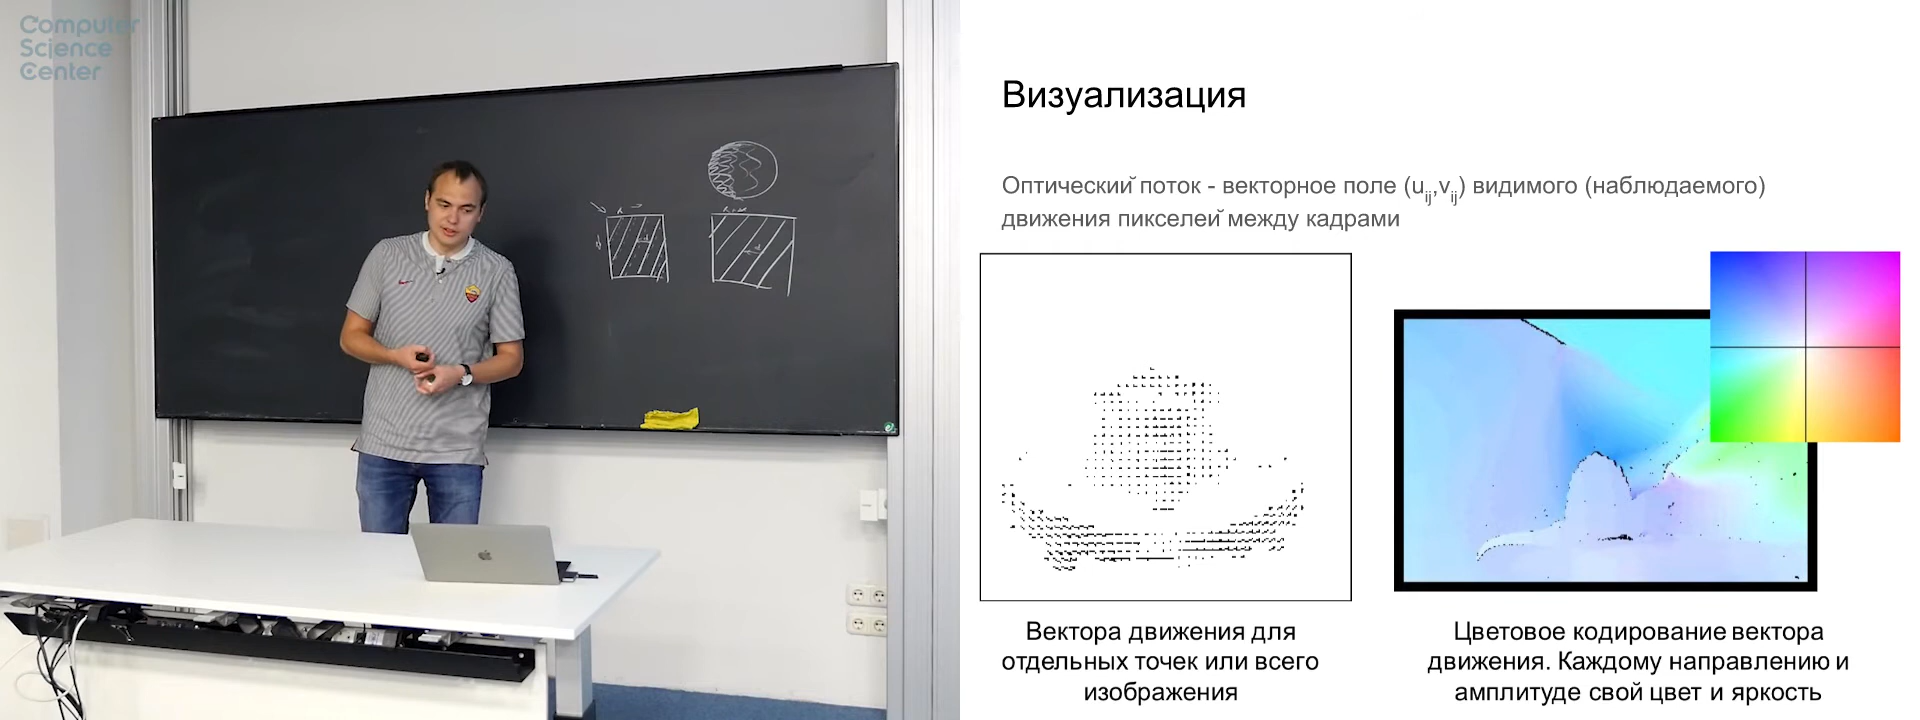 Computer
Science
Center
Визуализация
Оптический поток - векторное поле (uij,vij) видимого (наблюдаемого)
движения пикселей между кадрами
Вектора движения для
отдельных точек или всего
изображения
Цветовое кодирование вектора
движения. Каждому направлению и
амплитуде свой цвет и яркость